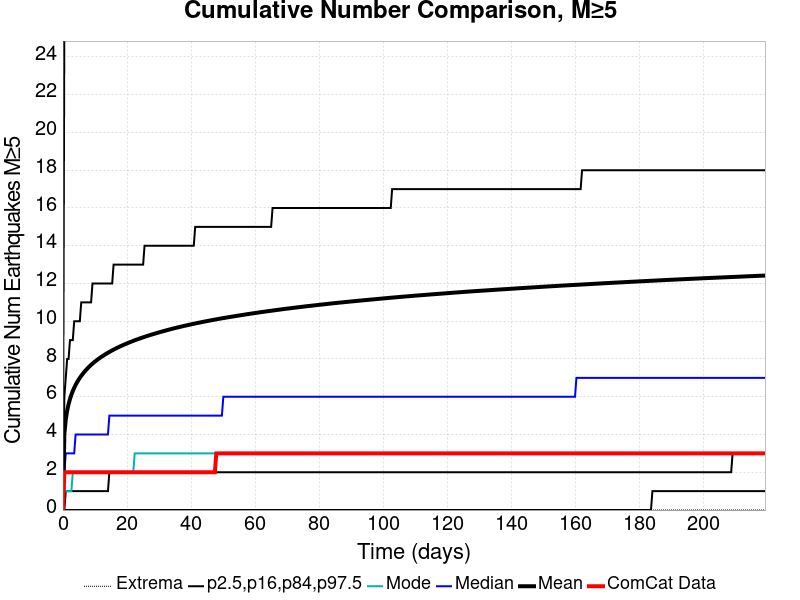 Cumulative Number Comparison, M≥5
Cumulative Num Earthquakes M≥5
24
22
20
18
16
14
12
10
8
6
4
2
0
0 20 40 60 80 100 120 140 160 180 200
Time (days)
Extrema p2.5,p16,p84,p97.5 Mode Median Mean ComCat Data